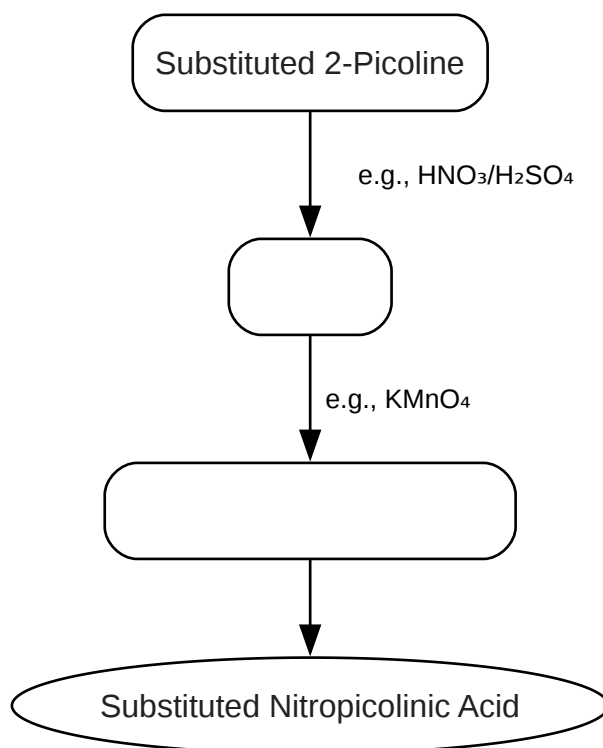 Substituted 2-Picoline
e.g., HNO₃/H₂SO₄
e.g., KMnO₄
Substituted Nitropicolinic Acid